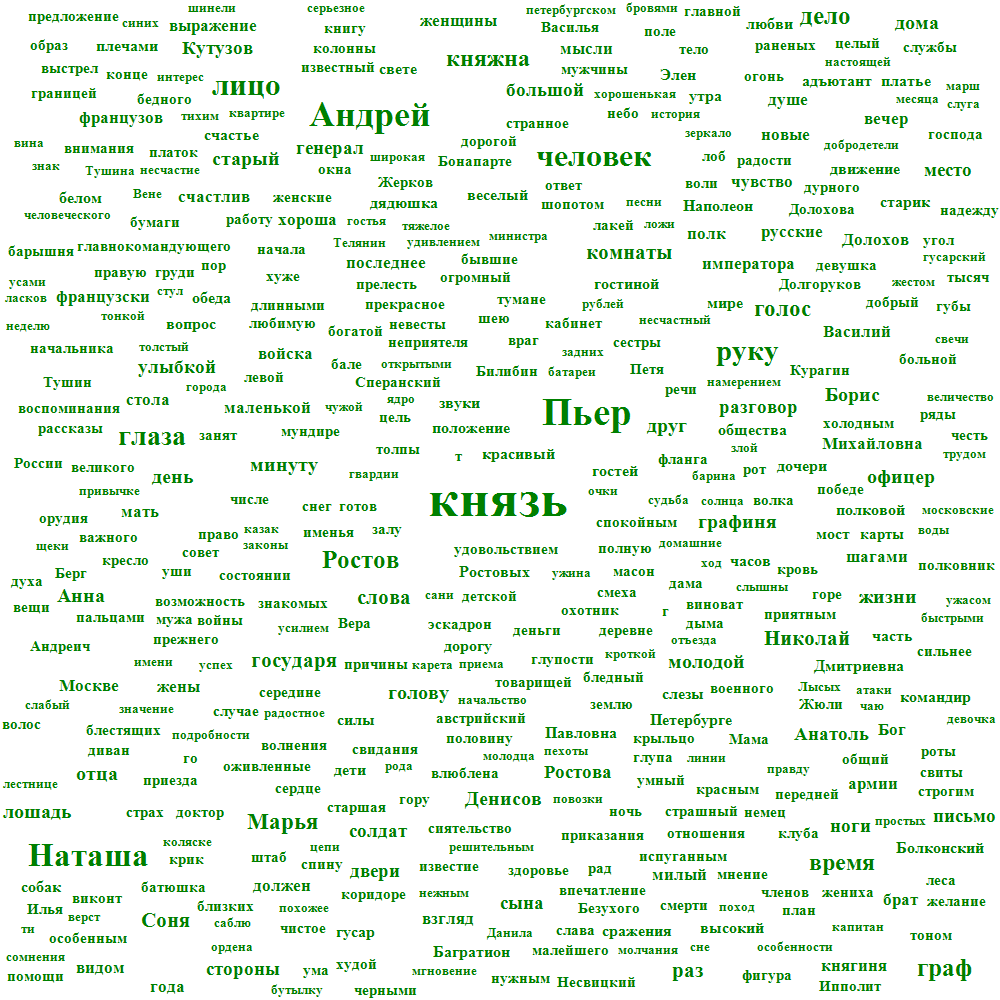 шинели серьезное петербургском бровями главной
предложение синих книгу женщины Василья поле любви дело дома
выражение
образ плечами Кутузов колонны мысли тело раненых целый службы
выстрел конце интерес известный свете княжна мужчины Элен огонь настоящей
границей бедного лицо большой хорошенькая утра душе адъютант платье марш
месяца слуга
французов тихим квартире Андрей странное небо история вечер
вина внимания платок счастье генерал дорогой зеркало новые добродетели господа
знак Тушина несчастие старый окна широкая Бонапарте человек лоб радости движение место
белом Вене счастлив женские Жерков веселый ответ воли чувство дурного
человеческого бумаги работу хороша гостья дядюшка шопотом песни Наполеон Долохова старик надежду
тяжелое лакей ложи
барышня главнокомандующего начала Телянин удивлением министра комнаты полк русские Долохов угол
правую груди пор хуже последнее бывшие императора девушка гусарский
усами французски стул обеда прелесть огромный гостиной Долгоруков жестом тысяч
ласков тонкой длинными прекрасное тумане рублей мире голос добрый губы
неделю вопрос любимую богатой невесты шею кабинет несчастный Василий свечи
начальника толстый войска неприятеля враг задних сестры руку больной
улыбкой бале открытыми Билибин батареи Петя Курагин
Тушин города левой Сперанский речи намерением
воспоминания стола маленькой чужой ядро звуки Пьер разговор Борис величество
рассказы глаза занят мундире цель положение друг общества холодным ряды
Михайловна честь
России великого минуту толпы т красивый фланга злой трудом
день гвардии гостей барина рот дочери офицер
привычке числе снег готов князь очки судьба солнца волка победе
орудия мать право казак именья залу спокойным графиня полковой московские
щеки важного совет законы Ростов удовольствием полную домашние мост карты воды
духа Берг кресло уши состоянии Ростовых ужина масон ход часов кровь шагами полковник
вещи Анна возможность знакомых слова сани детской смеха дама слышны горе жизни ужасом
пальцами мужа войны усилием Вера эскадрон деньги охотник г виноват приятным быстрыми
Андреич прежнего дорогу деревне дыма отъезда Николай часть
имени успех государя причины карета приема глупости кроткой молодой Дмитриевна сильнее
Москве жены середине голову товарищей бледный слезы военного Лысых атаки командир
слабый значение случае радостное начальство землю Жюли чаю
волос блестящих подробности силы австрийский Павловна Петербурге Анатоль Бог девочка
диван го волнения свидания половину молодца пехоты крыльцо Мама общий роты
отца приезда оживленные дети рода влюблена Ростова глупа линии правду свиты
лестнице сердце умный красным передней армии строгим
лошадь страх доктор старшая гору Денисов повозки ночь страшный немец
Марья солдат сиятельство приказания отношения клуба ноги простых письмо
Наташа коляске крик штаб цепи спину двери решительным известие здоровье рад испуганным милый мнение время Болконский
собак батюшка должен коридоре нежным впечатление членов жениха леса
виконт близких похожее сына Безухого смерти поход план брат желание
Илья верст Соня саблю чистое гусар взгляд Данила слава сражения высокий капитан
ти особенным тоном
сомнения ордена Багратион малейшего молчания сне особенности
помощи видом стороны ума худой мгновение нужным Несвицкий раз фигура княгиня граф
года бутылку черными Ипполит